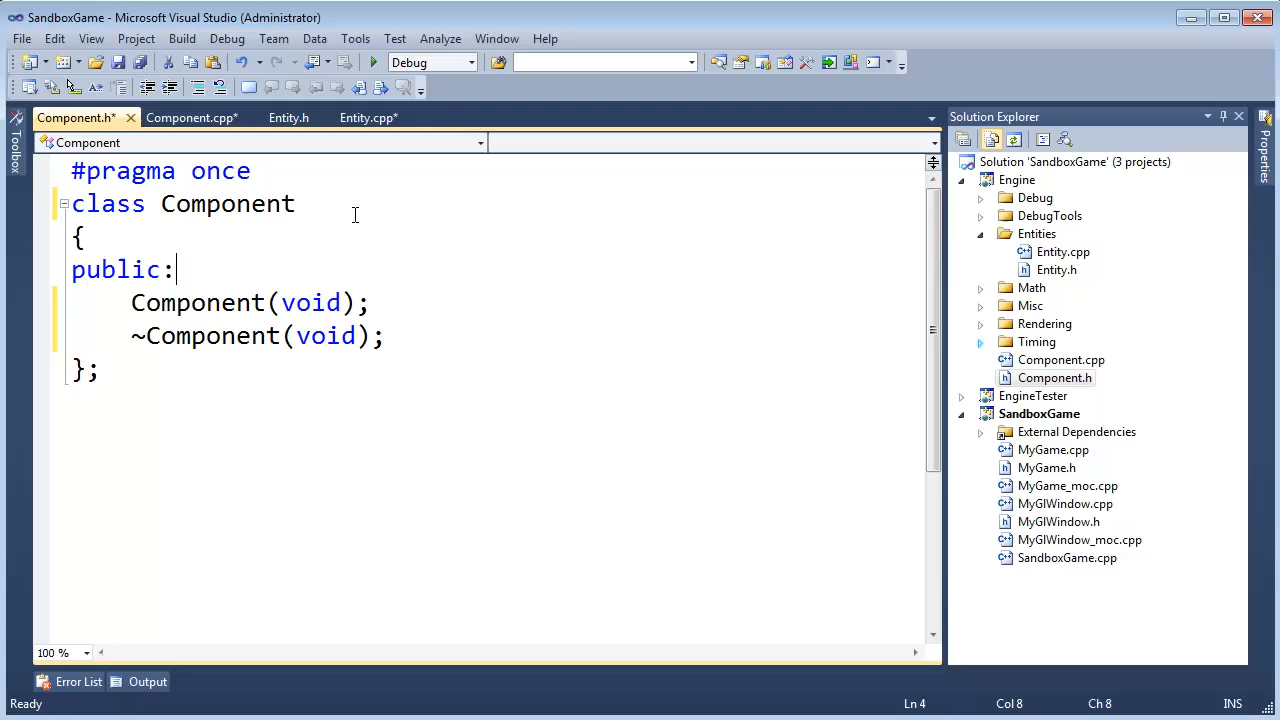 SandboxGame - Microsoft Visual Studio (Administrator)
File Edit View Project Build Debug Team Data Tools Test Analyze Window Help
Debug
Component.h* Component.cpp* Entity.h Entity.cpp*
Component
#pragma once
class Component
{
public:
Component(void);
~Component(void);
};
100 %
Toolbox
Solution Explorer
Solution 'SandboxGame' (3 projects)
Engine
Debug
DebugTools
Entities
Entity.cpp
Entity.h
Math
Misc
Rendering
Timing
Component.cpp
Component.h
EngineTester
SandboxGame
External Dependencies
MyGame.cpp
MyGame.h
MyGame_moc.cpp
MyGlWindow.cpp
MyGlWindow.h
MyGlWindow_moc.cpp
SandboxGame.cpp
Properties
Error List Output
Ready Ln 4 Col 8 Ch 8 INS